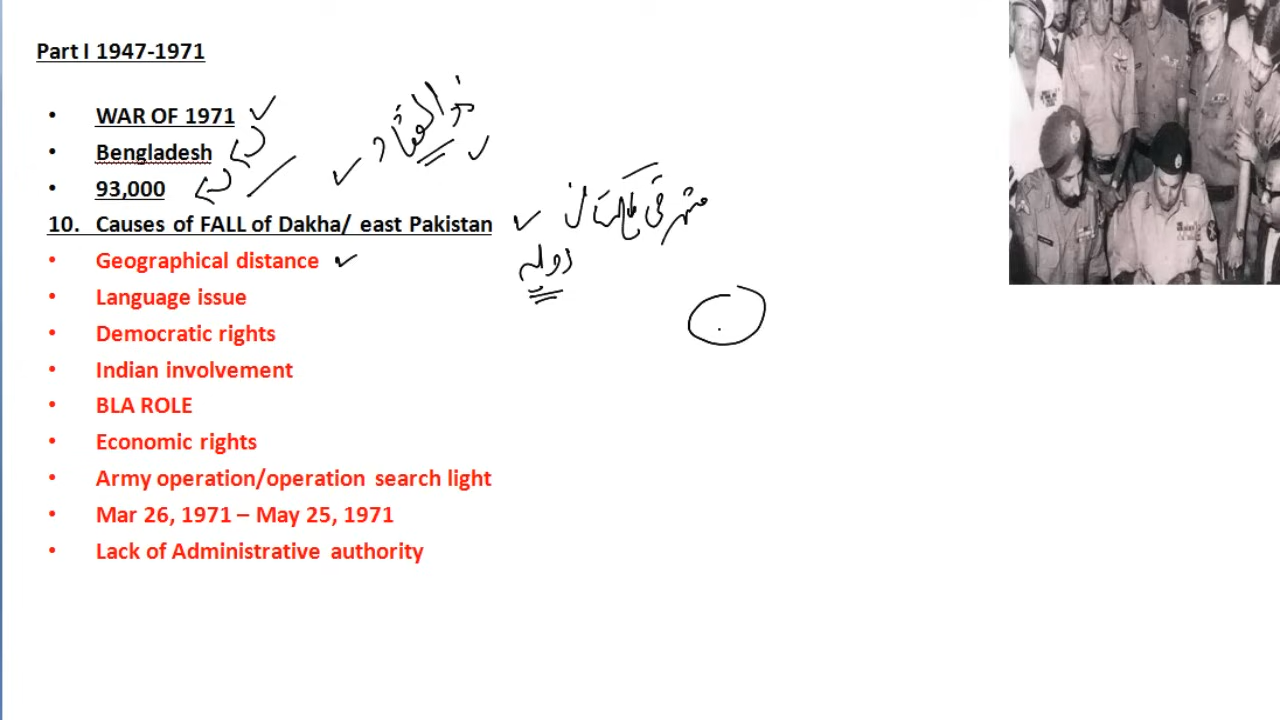 Part I 1947-1971
• WAR OF 1971
• Bengladesh
• 93,000
10. Causes of FALL of Dakha/ east Pakistan
مشرقی پاکستان
• Geographical distance
• Language issue
• Democratic rights
• Indian involvement
• BLA ROLE
• Economic rights
• Army operation/operation search light
• Mar 26, 1971 – May 25, 1971
• Lack of Administrative authority